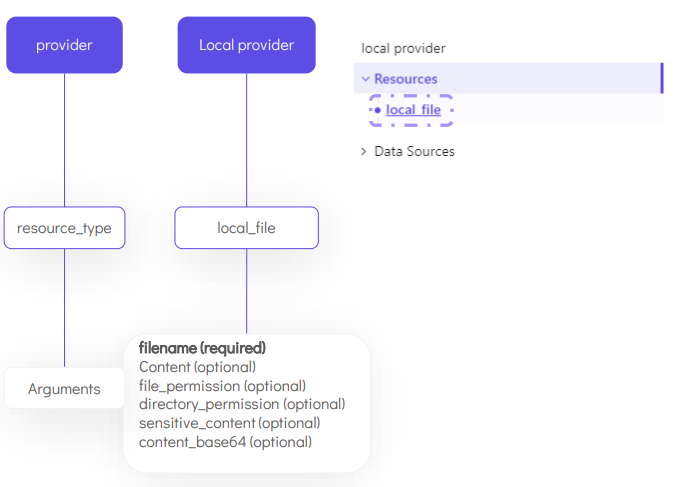 provider
Local provider
local provider
Resources
local_file
Data Sources
resource_type
local_file
Arguments
filename (required)
Content (optional)
file_permission (optional)
directory_permission (optional)
sensitive_content (optional)
content_base64 (optional)